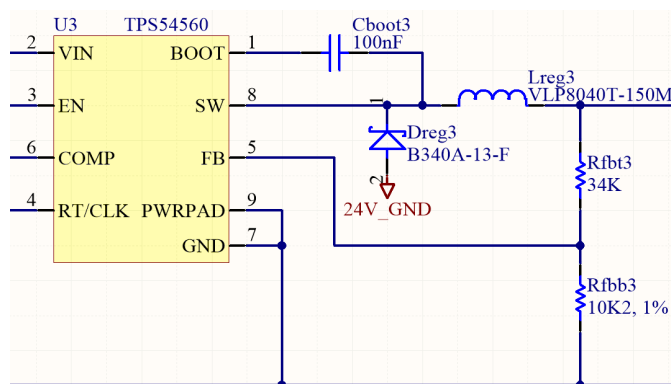 U3 TPS54560
Cboot3
100nF
2 VIN BOOT 1
Lreg3
VLP8040T-150M
3 EN SW 8
1
Dreg3
B340A-13-F
2
24V_GND
6 COMP FB 5
Rfbt3
34K
4 RT/CLK PWRPAD 9
GND 7
Rfbb3
10K2, 1%